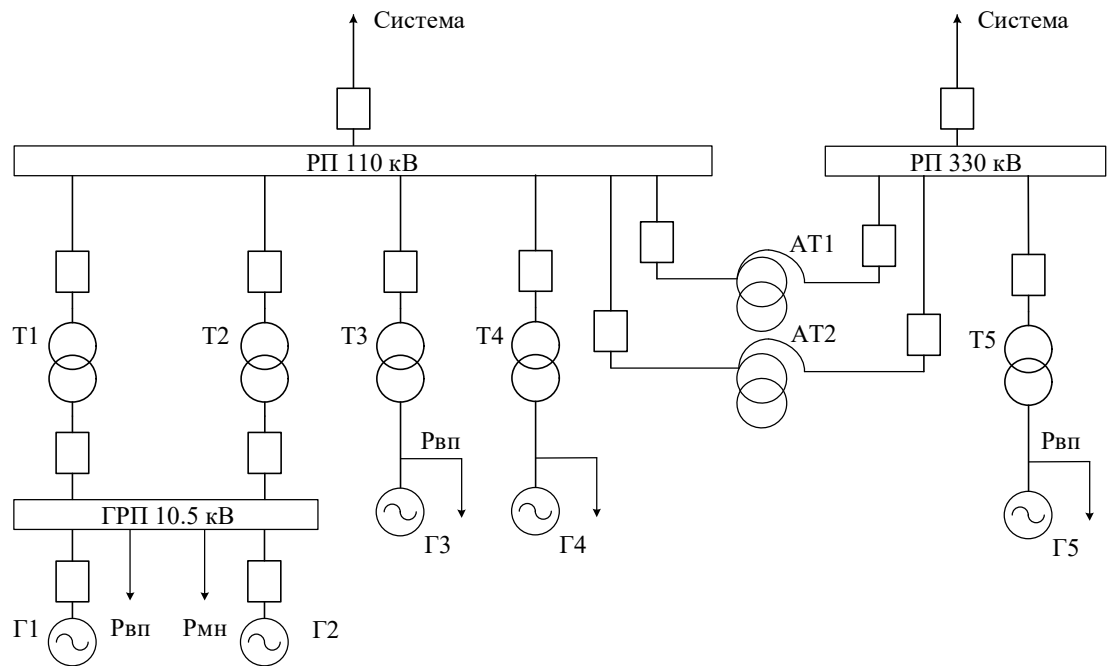 Система
Система
РП 110 кВ
РП 330 кВ
АТ1
Т1
Т2
Т3
Т4
АТ2
Т5
Рвп
Рвп
ГРП 10.5 кВ
Г3
Г4
Г5
Г1
Рвп
Рмн
Г2